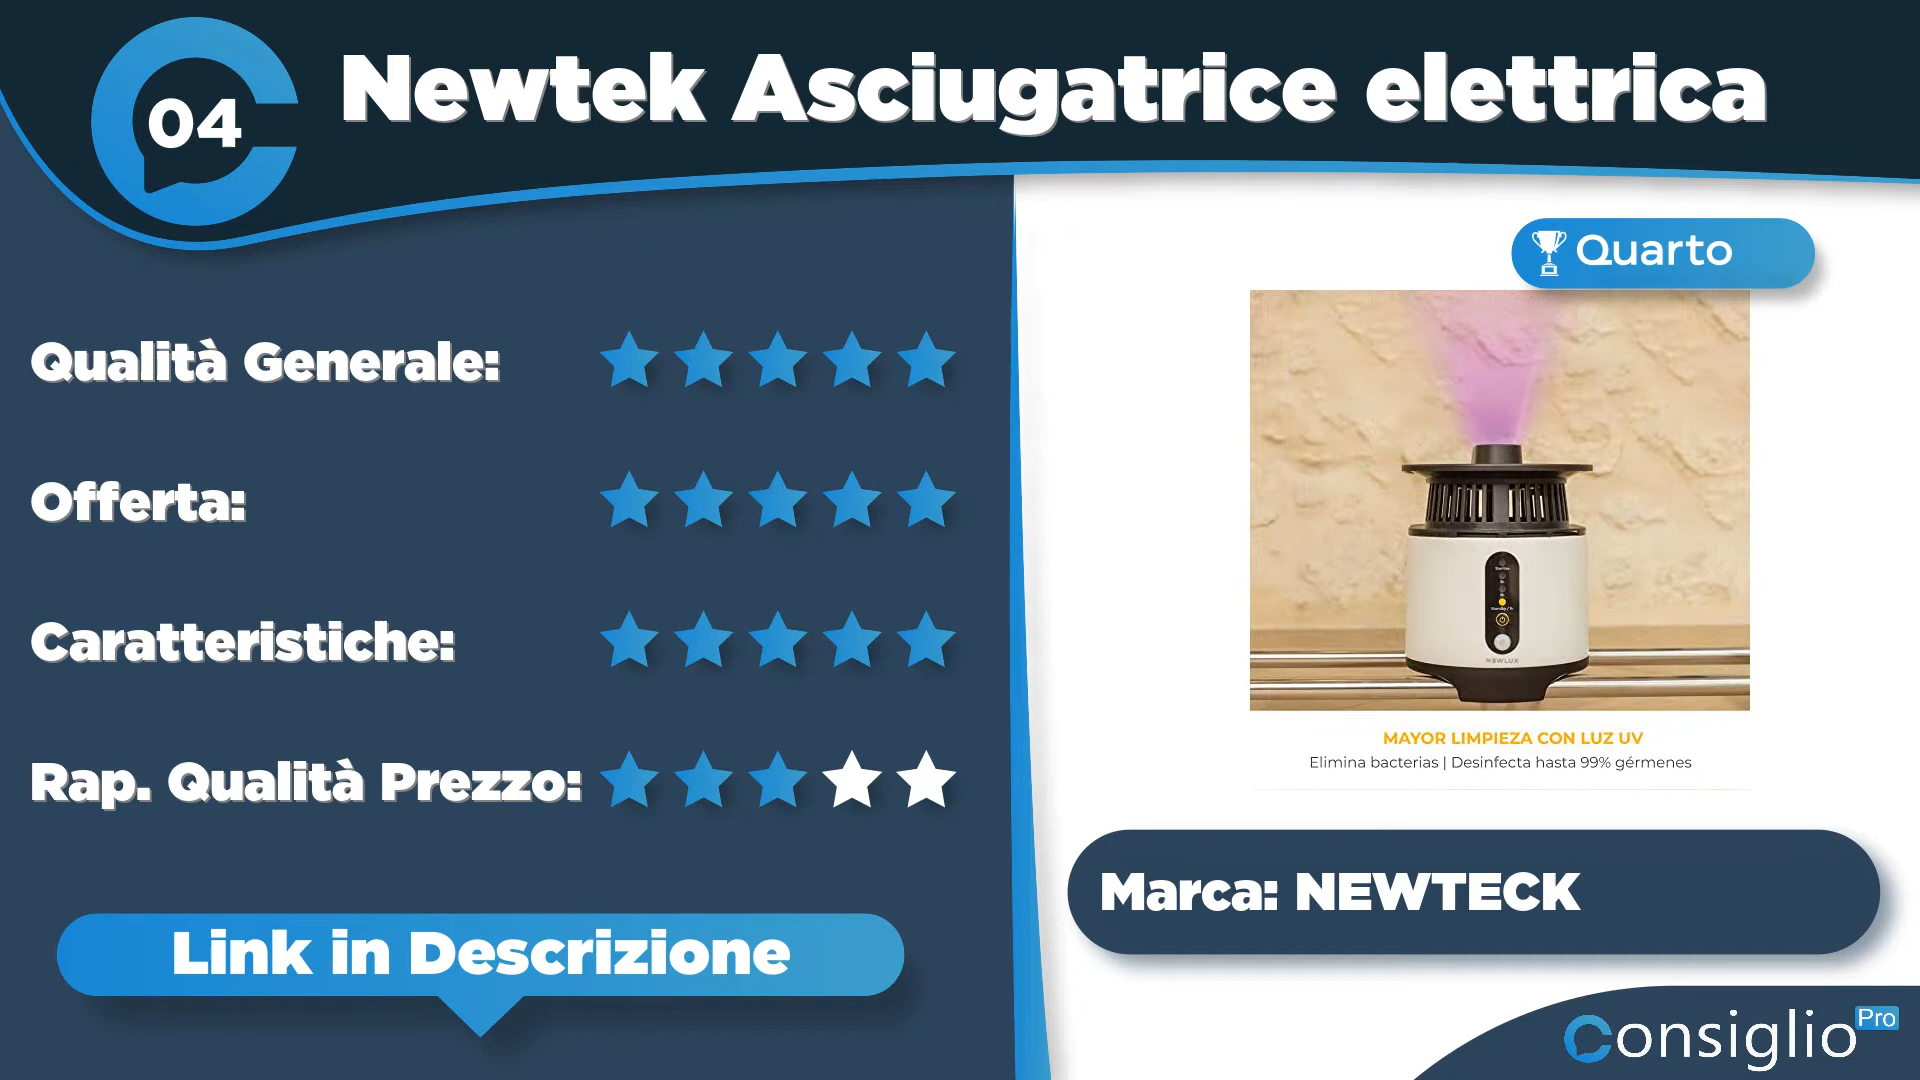 04
Newtek Asciugatrice elettrica
Quarto
Qualità Generale:
Offerta:
Caratteristiche:
Rap. Qualità Prezzo:
Link in Descrizione
NEWLUX
MAYOR LIMPIEZA CON LUZ UV
Elimina bacterias | Desinfecta hasta 99% gérmenes
Marca: NEWTECK
Consiglio Pro